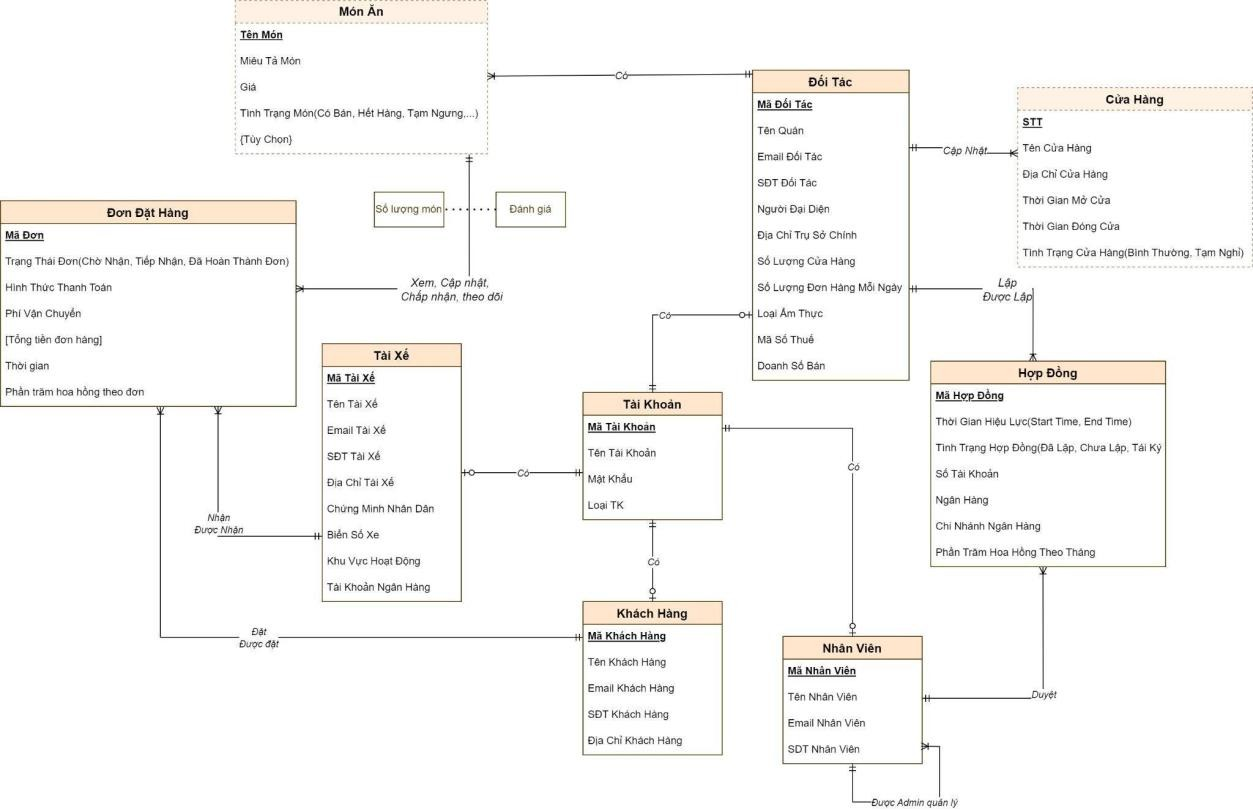 Món Ăn
Tên Món
Miêu Tả Món
Giá
Tình Trạng Món(Có Bán, Hết Hàng, Tạm Ngưng,...)
{Tùy Chọn}
Có
Đối Tác
Mã Đối Tác
Tên Quán
Email Đối Tác
SĐT Đối Tác
Người Đại Diện
Địa Chỉ Trụ Sở Chính
Số Lượng Cửa Hàng
Số Lượng Đơn Hàng Mỗi Ngày
Loại Ẩm Thực
Mã Số Thuế
Doanh Số Bán
Cập Nhật
Cửa Hàng
STT
Tên Cửa Hàng
Địa Chỉ Cửa Hàng
Thời Gian Mở Cửa
Thời Gian Đóng Cửa
Tình Trạng Cửa Hàng(Bình Thường, Tạm Nghỉ)
Số lượng món
Đánh giá
Đơn Đặt Hàng
Mã Đơn
Trạng Thái Đơn(Chờ Nhận, Tiếp Nhận, Đã Hoàn Thành Đơn)
Hình Thức Thanh Toán
Phí Vận Chuyển
[Tổng tiền đơn hàng]
Thời gian
Phần trăm hoa hồng theo đơn
Xem, Cập nhật,
Chấp nhận, theo dõi
Lập
Được Lập
Có
Tài Xế
Mã Tài Xế
Tên Tài Xế
Email Tài Xế
SĐT Tài Xế
Địa Chỉ Tài Xế
Chứng Minh Nhân Dân
Biển Số Xe
Khu Vực Hoạt Động
Tài Khoản Ngân Hàng
Có
Tài Khoản
Mã Tài Khoản
Tên Tài Khoản
Mật Khẩu
Loại TK
Có
Hợp Đồng
Mã Hợp Đồng
Thời Gian Hiệu Lực(Start Time, End Time)
Tình Trạng Hợp Đồng(Đã Lập, Chưa Lập, Tái Ký
Số Tài Khoản
Ngân Hàng
Chi Nhánh Ngân Hàng
Phần Trăm Hoa Hồng Theo Tháng
Nhận
Được Nhận
Có
Khách Hàng
Mã Khách Hàng
Tên Khách Hàng
Email Khách Hàng
SĐT Khách Hàng
Địa Chỉ Khách Hàng
Đặt
Được đặt
Nhân Viên
Mã Nhân Viên
Tên Nhân Viên
Email Nhân Viên
SDT Nhân Viên
Duyệt
Được Admin quản lý